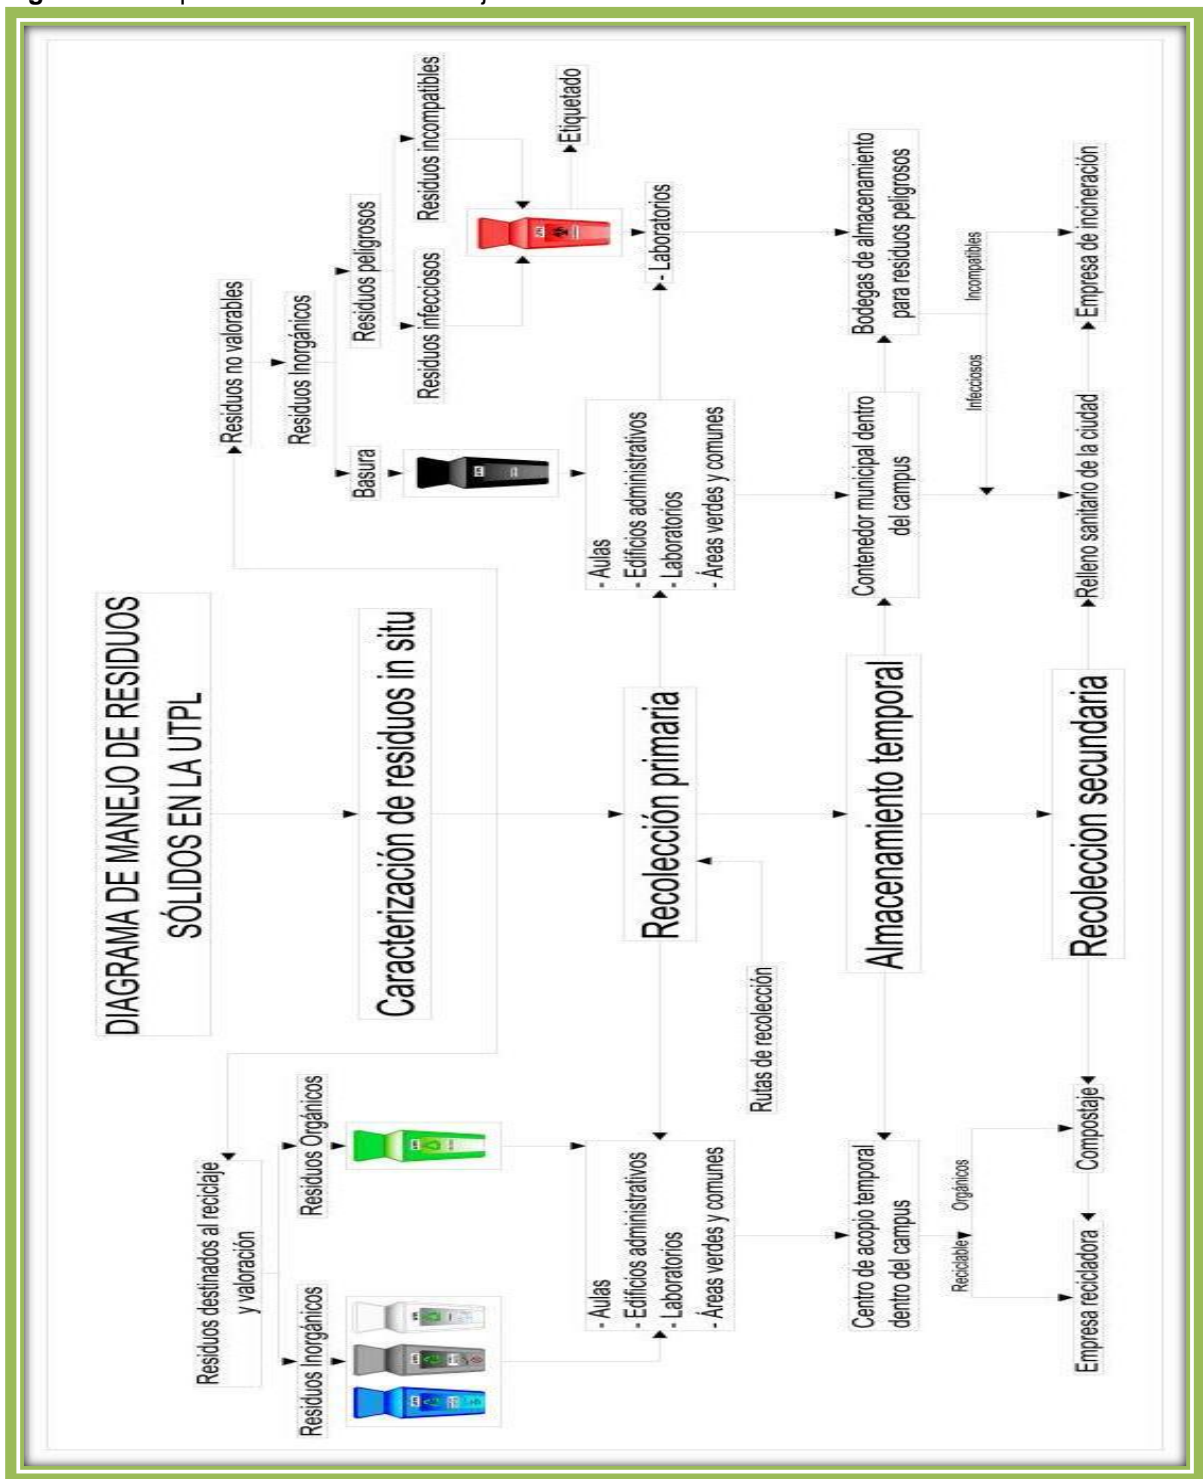 DIAGRAMA DE MANEJO DE RESIDUOS
SÓLIDOS EN LA UTPL
Caracterización de residuos in situ
Residuos destinados al reciclaje
y valoración
Residuos no valorables
Residuos Inorgánicos
Residuos Orgánicos
Residuos Inorgánicos
Basura
Residuos peligrosos
Residuos infecciosos
Residuos incompatibles
Etiquetado
Recolección primaria
- Aulas
- Edificios administrativos
- Laboratorios
- Áreas verdes y comunes
- Aulas
- Edificios administrativos
- Laboratorios
- Áreas verdes y comunes
- Laboratorios
Rutas de recolección
Almacenamiento temporal
Centro de acopio temporal
dentro del campus
Contenedor municipal dentro
del campus
Bodegas de almacenamiento
para residuos peligrosos
Reciclable
Orgánicos
Infecciosos
Incompatibles
Recoleccion secundaria
Empresa recicladora
Compostaje
Relleno sanitario de la ciudad
Empresa de incineración